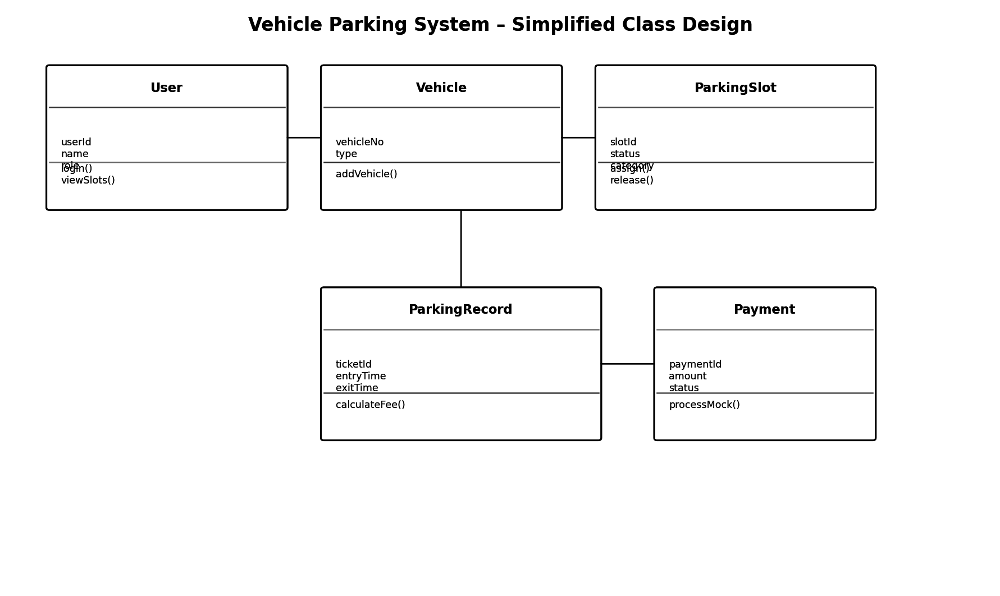 Vehicle Parking System – Simplified Class Design
User
userId
name
role
login()
viewSlots()
Vehicle
vehicleNo
type
addVehicle()
ParkingSlot
slotId
status
category
assign()
release()
ParkingRecord
ticketId
entryTime
exitTime
calculateFee()
Payment
paymentId
amount
status
processMock()